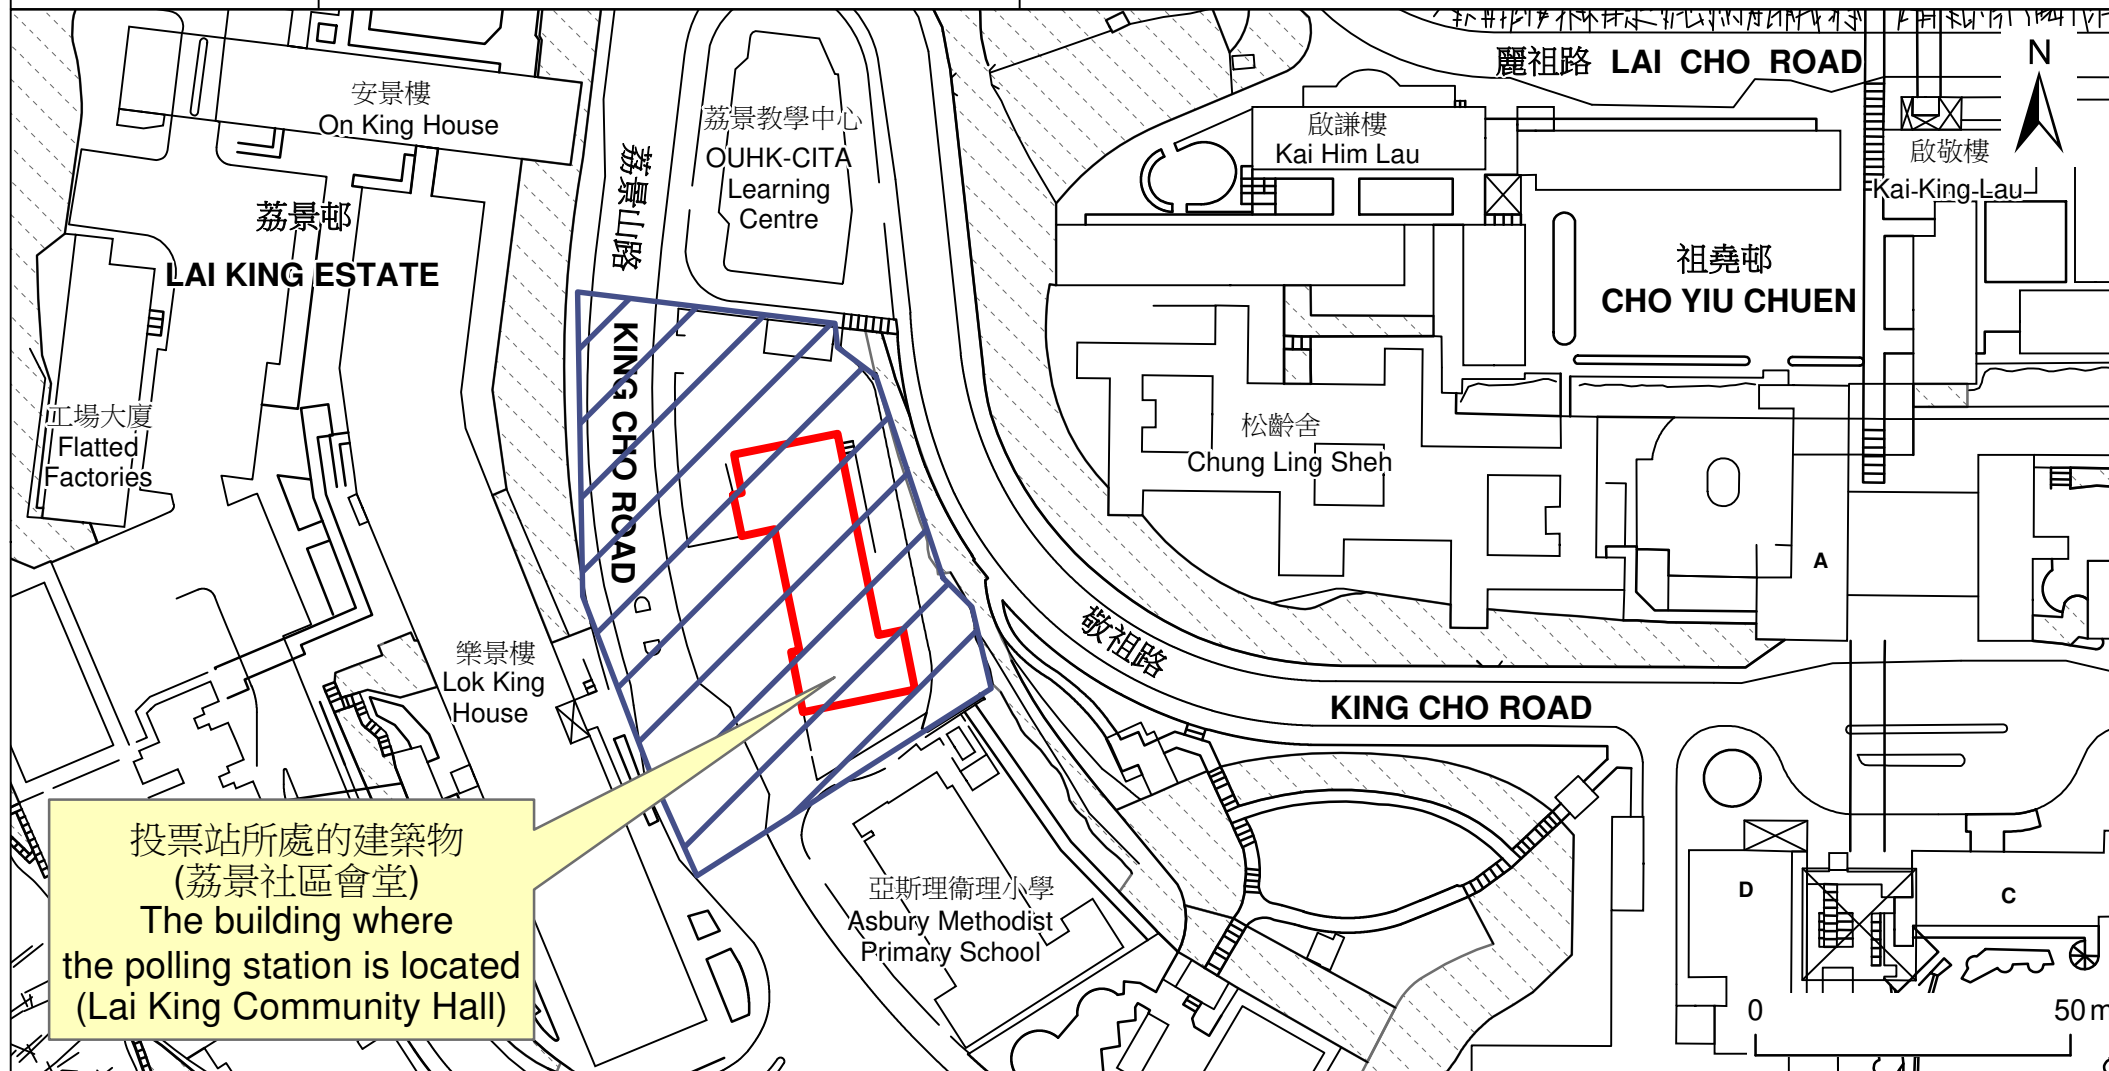 麗祖路 LAI CHO ROAD
N
安景樓
On King House
荔景教學中心
OUHK-CITA
Learning
Centre
啟謙樓
Kai Him Lau
啟敬樓
Kai King Lau
荔景山路
荔景邨
LAI KING ESTATE
祖堯邨
CHO YIU CHUEN
KING CHO ROAD
工場大廈
Flatted
Factories
松齡舍
Chung Ling Sheh
A
敬祖路
KING CHO ROAD
樂景樓
Lok King
House
投票站所處的建築物
(荔景社區會堂)
The building where
the polling station is located
(Lai King Community Hall)
亞斯理衞理小學
Asbury Methodist
Primary School
D
C
0
50m